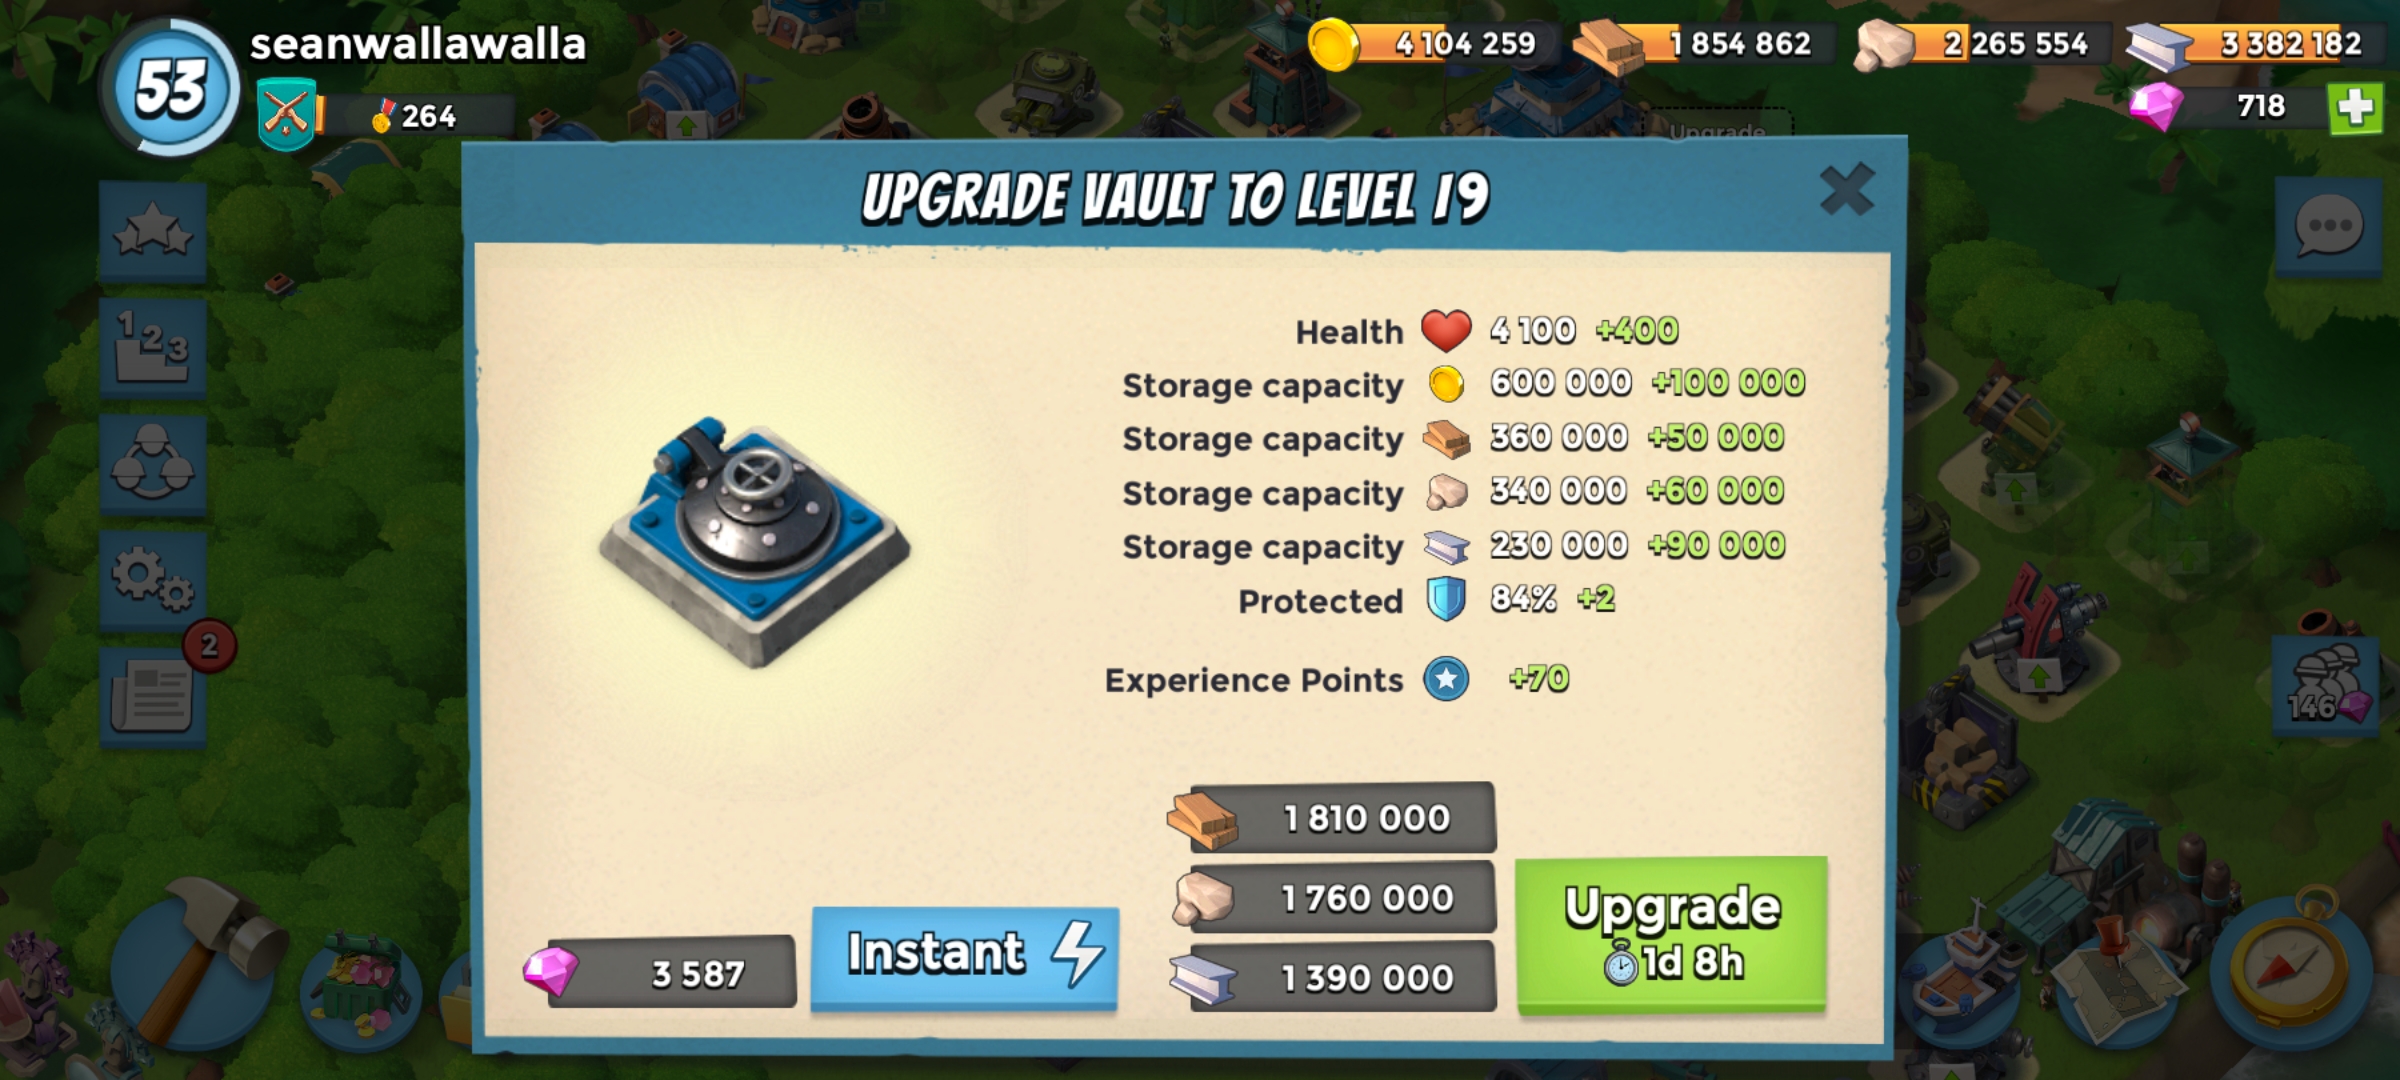 53
seanwallawalla
264
4 104 259
1 854 862
2 265 554
3 382 182
718
Upgrade
UPGRADE VAULT TO LEVEL 19
1 2 3
2
Health 4 100 +400
Storage capacity 600 000 +100 000
Storage capacity 360 000 +50 000
Storage capacity 340 000 +60 000
Storage capacity 230 000 +90 000
Protected 84% +2
Experience Points +70
146
1 810 000
1 760 000
1 390 000
3 587
Instant
Upgrade
1d 8h